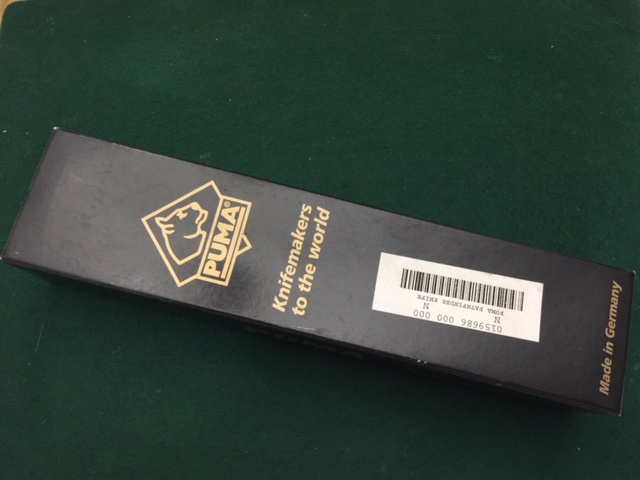 PUMA®
Knifemakers
to the world
0159686 000 000
N N
PUMA PATHFINDER KNIFE
Made in Germany